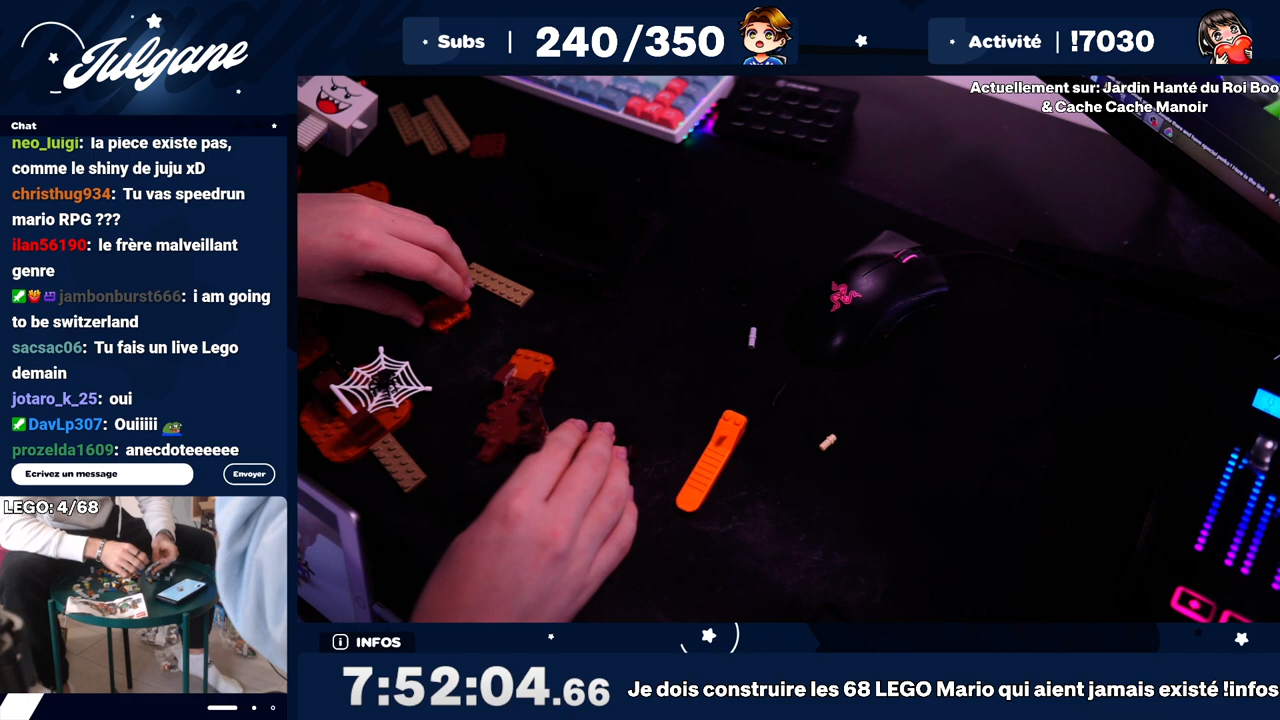 Julgane
Subs | 240/350
Activité | !7030
Actuellement sur: Jardin Hanté du Roi Boo
& Cache Cache Manoir
Chat
neo_luigi: la piece existe pas,
comme le shiny de juju xD
christhug934: Tu vas speedrun
mario RPG ???
ilan56190: le frère malveillant
genre
jambonburst666: i am going
to be switzerland
sacsac06: Tu fais un live Lego
demain
jotaro_k_25: oui
DavLp307: Ouiiiii
prozelda1609: anecdoteeeeee
Ecrivez un message
Envoyer
LEGO: 4/68
INFOS
7:52:04.66
Je dois construire les 68 LEGO Mario qui aient jamais existé !infos